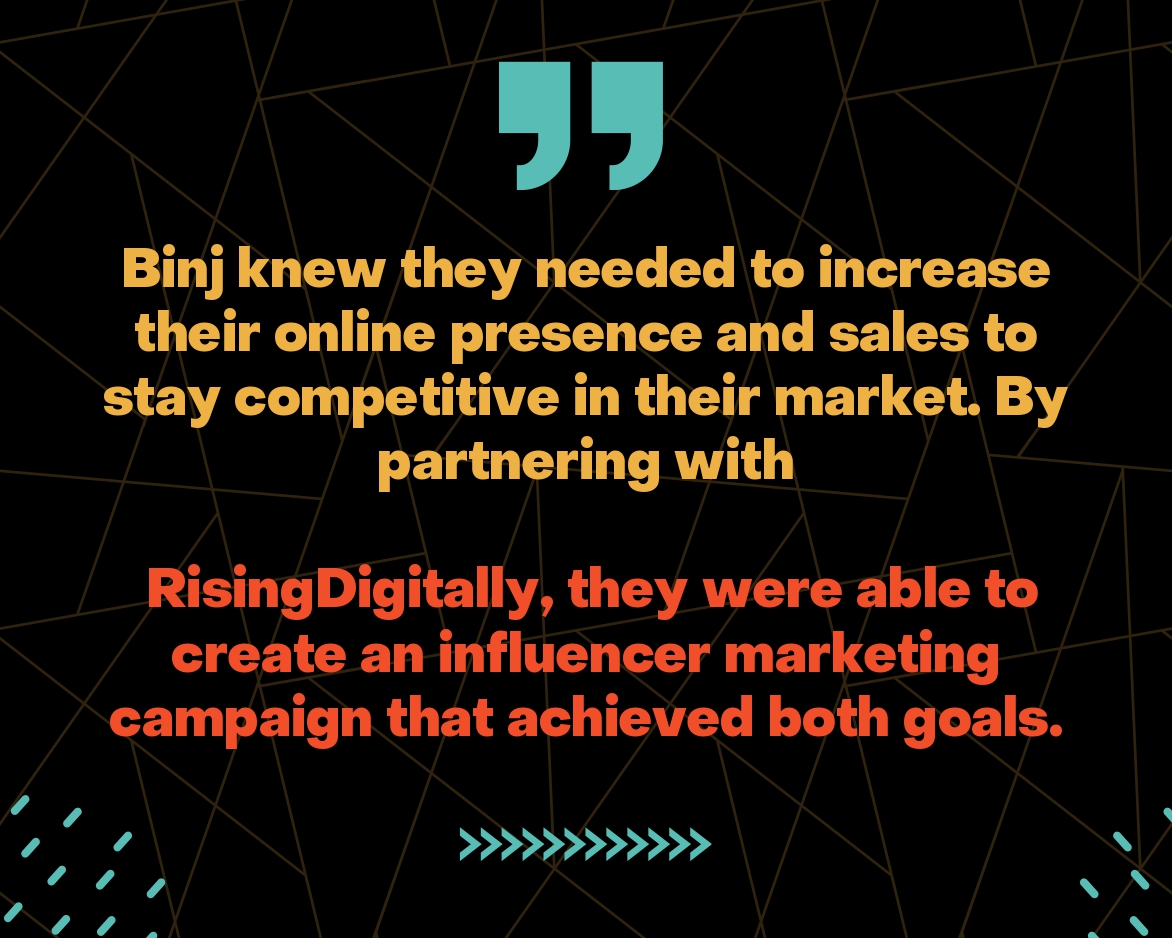 Binj knew they needed to increase
their online presence and sales to
stay competitive in their market. By
partnering with
RisingDigitally, they were able to
create an influencer marketing
campaign that achieved both goals.